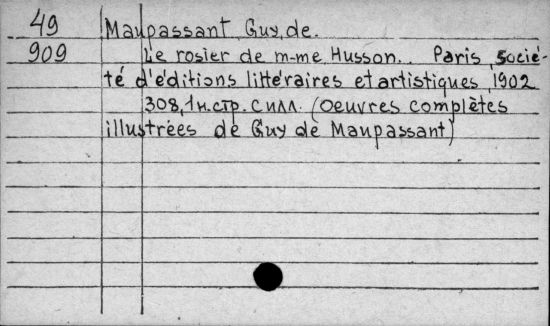 49 Maupassant, Guy, de.
909 Le rosier de m-me Husson.. Paris, socié-
té d'éditions littéraires et artistiques, 1902
308, 1 н.стр. с илл. (Oeuvres complètes
illustrées de Guy de Maupassant)